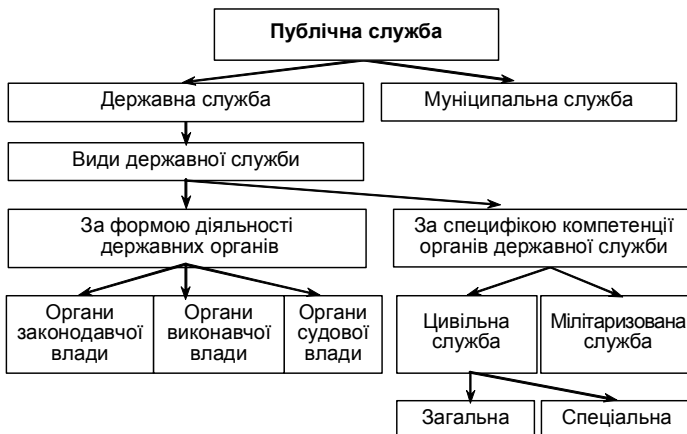 Публічна служба
Державна служба
Муніципальна служба
Види державної служби
За формою діяльності
державних органів
За специфікою компетенції
органів державної служби
Органи
законодавчої
влади
Органи
виконавчої
влади
Органи
судової
влади
Цивільна
служба
Мілітаризована
служба
Загальна
Спеціальна